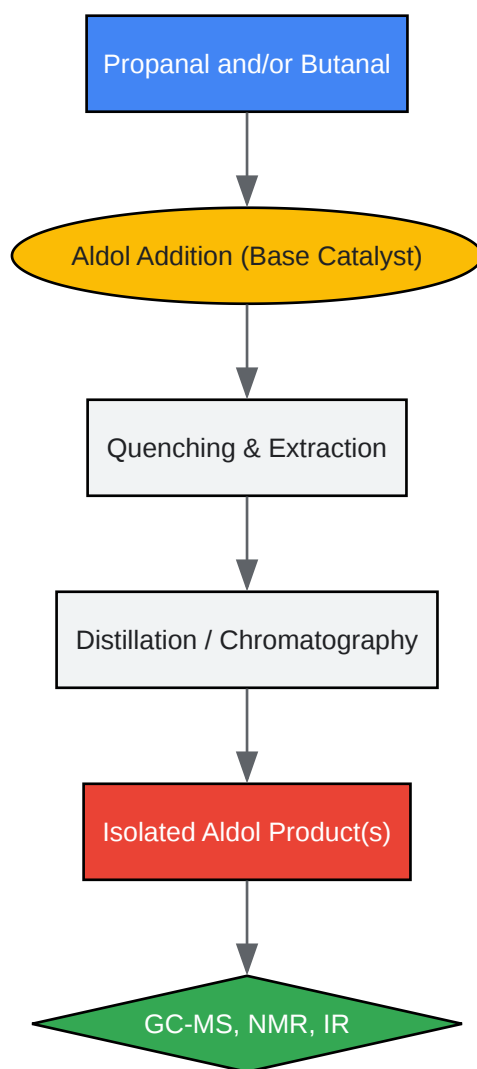 Propanal and/or Butanal
Aldol Addition (Base Catalyst)
Quenching & Extraction
Distillation / Chromatography
Isolated Aldol Product(s)
GC-MS, NMR, IR